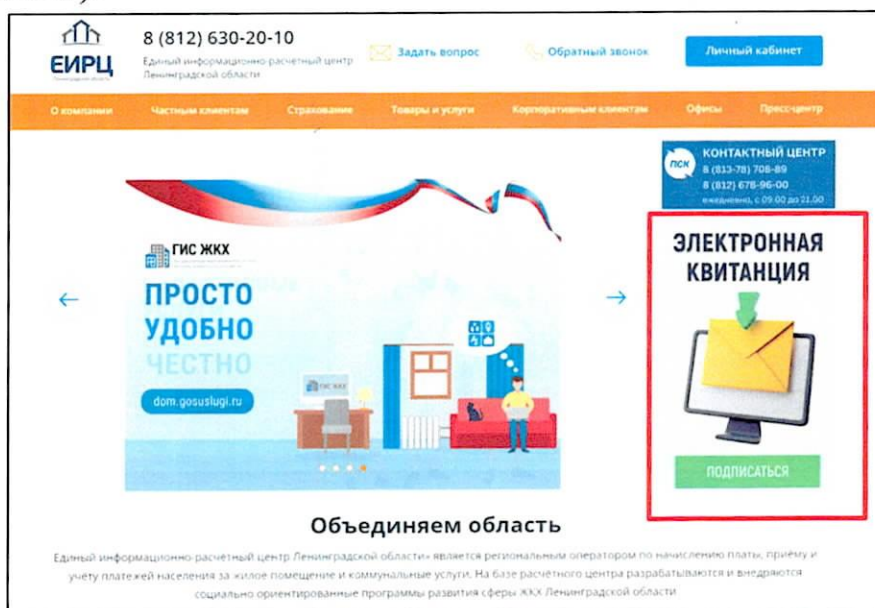 8 (812) 630-20-10
ЕИРЦ
Единый информационно-расчётный центр
Ленинградской области
Задать вопрос
Обратный звонок
Личный кабинет
О компании
Частным клиентам
Страхование
Товары и услуги
Корпоративным клиентам
Офисы
Пресс-центр
ПСК
КОНТАКТНЫЙ ЦЕНТР
8 (813-78) 708-89
8 (812) 678-96-00
ежедневно, с 09.00 до 21.00
ГИС ЖКХ
ПРОСТО
УДОБНО
ЧЕСТНО
dom.gosuslugi.ru
ГИС ЖКХ
ЭЛЕКТРОННАЯ
КВИТАНЦИЯ
ПОДПИСАТЬСЯ
Объединяем область
Единый информационно-расчётный центр Ленинградской области» является региональным оператором по начислению платы, приёму и
учёту платежей населения за жилое помещение и коммунальные услуги. На базе расчётного центра разрабатываются и внедряются
социально ориентированные программы развития сферы ЖКХ Ленинградской области